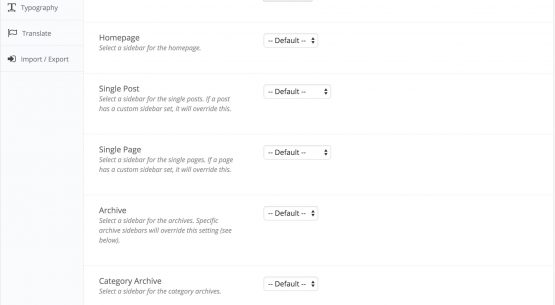 Typography
Translate
Import / Export
Homepage
Select a sidebar for the homepage.
-- Default --
Single Post
Select a sidebar for the single posts. If a post
has a custom sidebar set, it will override this.
-- Default --
Single Page
Select a sidebar for the single pages. If a page
has a custom sidebar set, it will override this.
-- Default --
Archive
Select a sidebar for the archives. Specific
archive sidebars will override this setting (see
below).
-- Default --
Category Archive
Select a sidebar for the category archives.
-- Default --